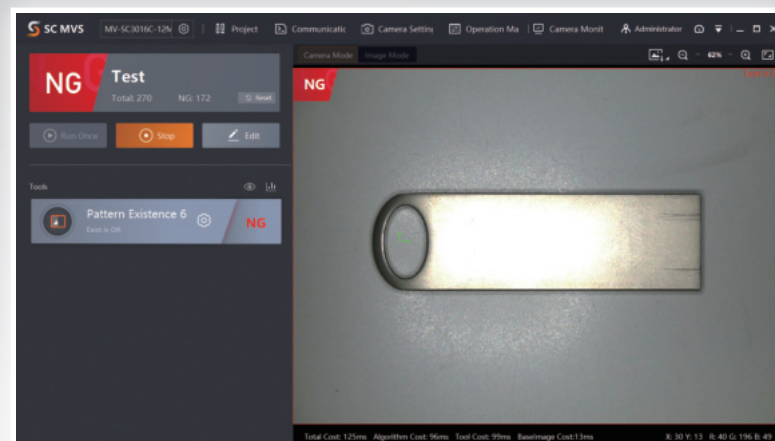 SC MVS
MV-SC3016C-12M
Project
Communicatic
Camera Setting
Operation Ma
Camera Monit
Administrator
NG
Test
Total: 270 NG: 172
Reset
Run Once
Stop
Edit
Tools
Pattern Existence 6
Exist is OK
NG
Camera Mode
Image Mode
62%
NG
Total Cost: 125ms Algorithm Cost: 96ms Tool Cost: 99ms Baseimage Cost:13ms
X: 30 Y: 13 R: 40 G: 196 B: 45